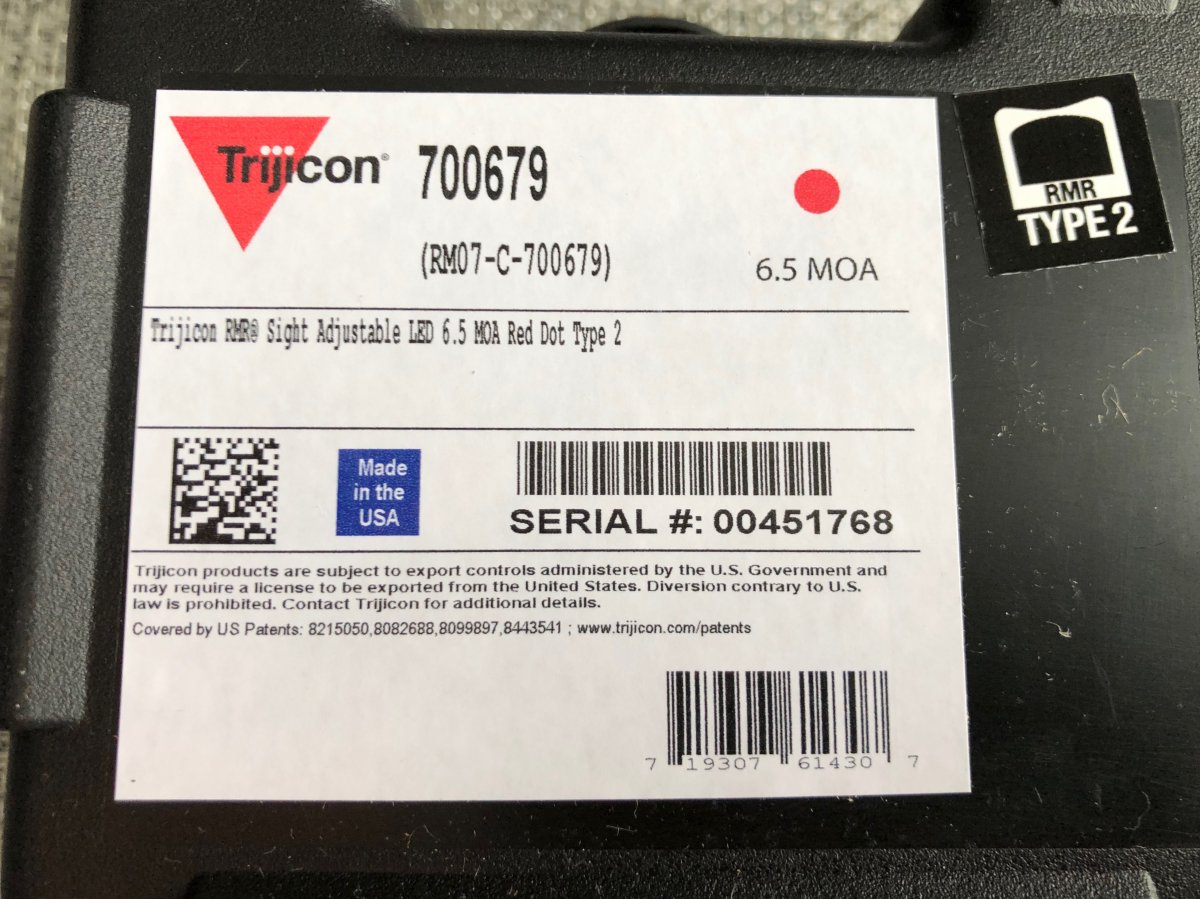 Trijicon®
700679
(RM07-C-700679)
6.5 MOA
RMR
TYPE 2
Trijicon RMR® Sight Adjustable LED 6.5 MOA Red Dot Type 2
Made
in the
USA
SERIAL #: 00451768
Trijicon products are subject to export controls administered by the U.S. Government and
may require a license to be exported from the United States. Diversion contrary to U.S.
law is prohibited. Contact Trijicon for additional details.
Covered by US Patents: 8215050,8082688,8099897,8443541 ; www.trijicon.com/patents
7 19307 61430 7